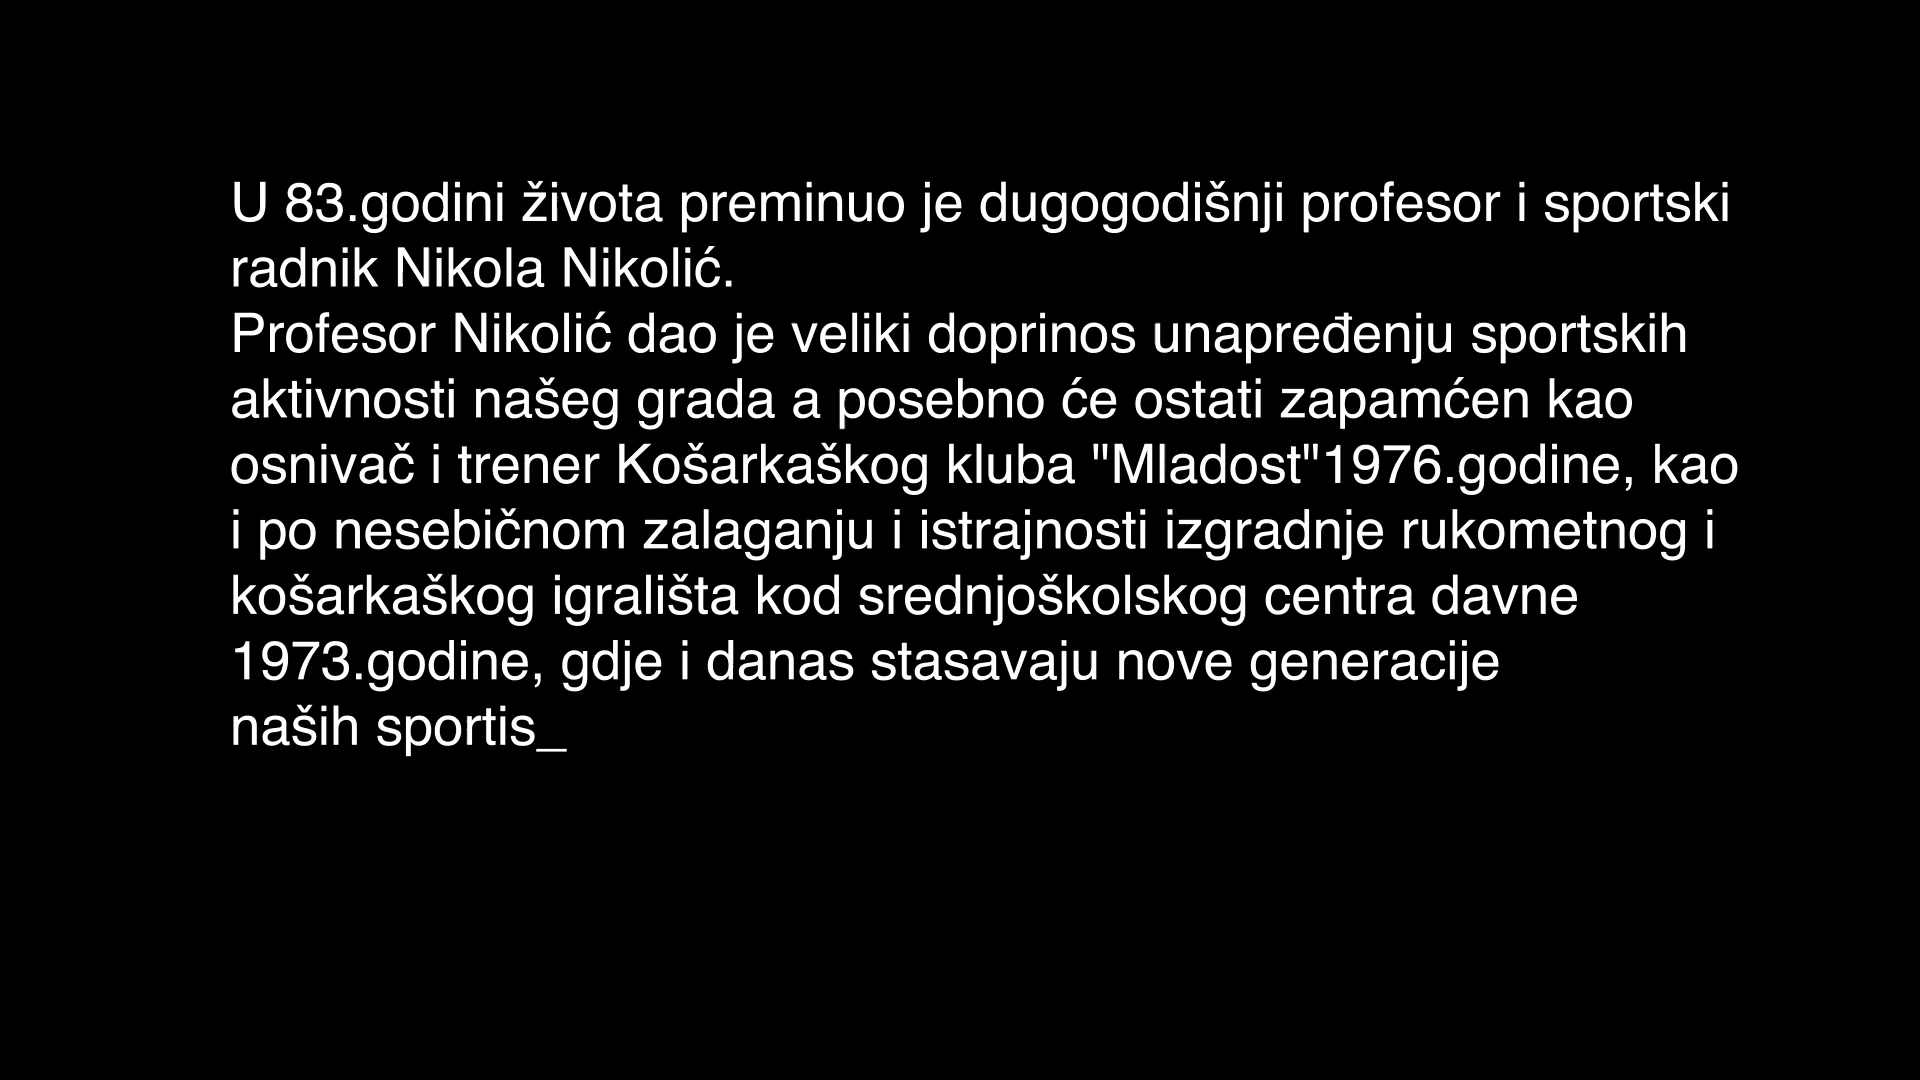 U 83.godini života preminuo je dugogodišnji profesor i sportski
radnik Nikola Nikolić.
Profesor Nikolić dao je veliki doprinos unapređenju sportskih
aktivnosti našeg grada a posebno će ostati zapamćen kao
osnivač i trener Košarkaškog kluba "Mladost"1976.godine, kao
i po nesebičnom zalaganju i istrajnosti izgradnje rukometnog i
košarkaškog igrališta kod srednjoškolskog centra davne
1973.godine, gdje i danas stasavaju nove generacije
naših sportis_